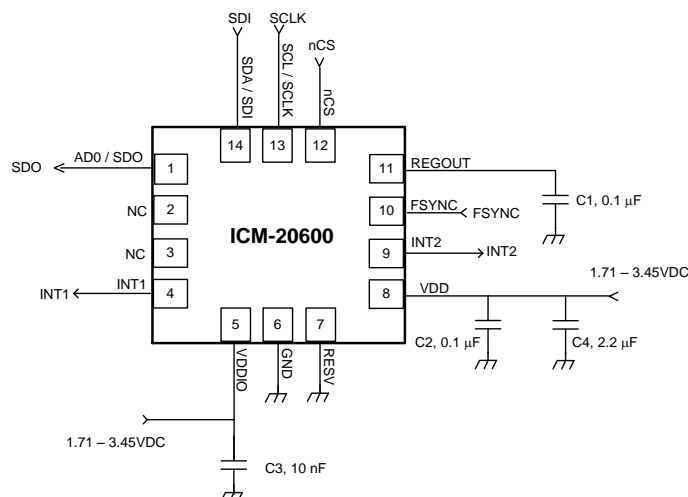 SDI
SCLK
nCS
SDA / SDI
SCL / SCLK
nCS
14
13
12
SDO
AD0 / SDO
1
11
REGOUT
C1, 0.1 µF
NC
2
10
FSYNC
FSYNC
ICM-20600
NC
3
9
INT2
INT2
INT1
INT1
4
8
VDD
1.71 – 3.45VDC
5
6
7
C2, 0.1 µF
C4, 2.2 µF
VDDIO
GND
RESV
1.71 – 3.45VDC
C3, 10 nF